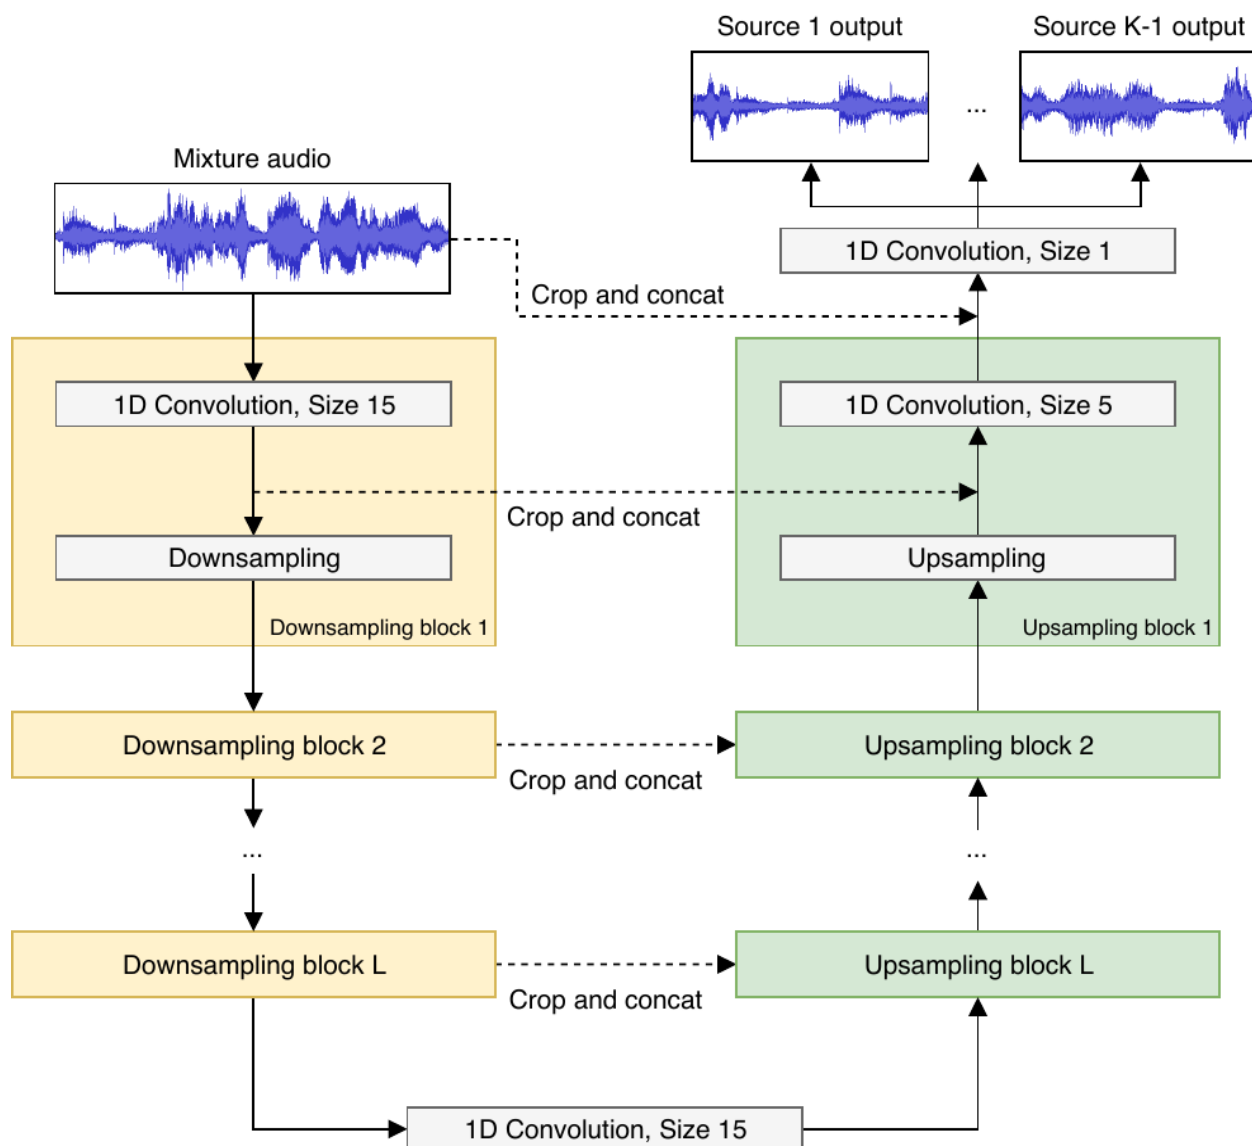 Source 1 output
Source K-1 output
...
Mixture audio
1D Convolution, Size 1
Crop and concat
1D Convolution, Size 15
1D Convolution, Size 5
Crop and concat
Downsampling
Upsampling
Downsampling block 1
Upsampling block 1
Downsampling block 2
Upsampling block 2
Crop and concat
...
...
Downsampling block L
Upsampling block L
Crop and concat
1D Convolution, Size 15